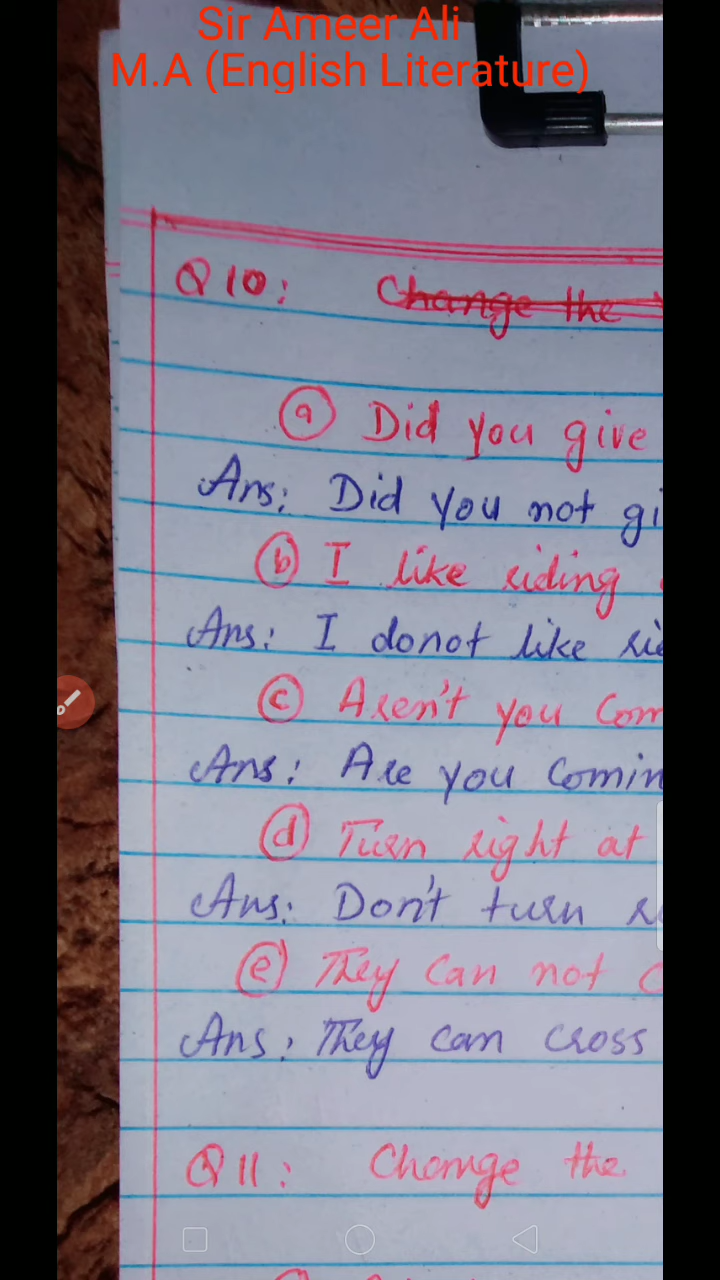 Sir Ameer Ali
M.A (English Literature)
Q 10: Change the
(a) Did you give
Ans: Did you not gi
(b) I like riding
Ans: I donot like ri
(c) Aren't you Com
Ans: Are you Comin
(d) Turn right at
Ans: Don't turn
(e) They Can not C
Ans: They can cross
Q 11: Change the